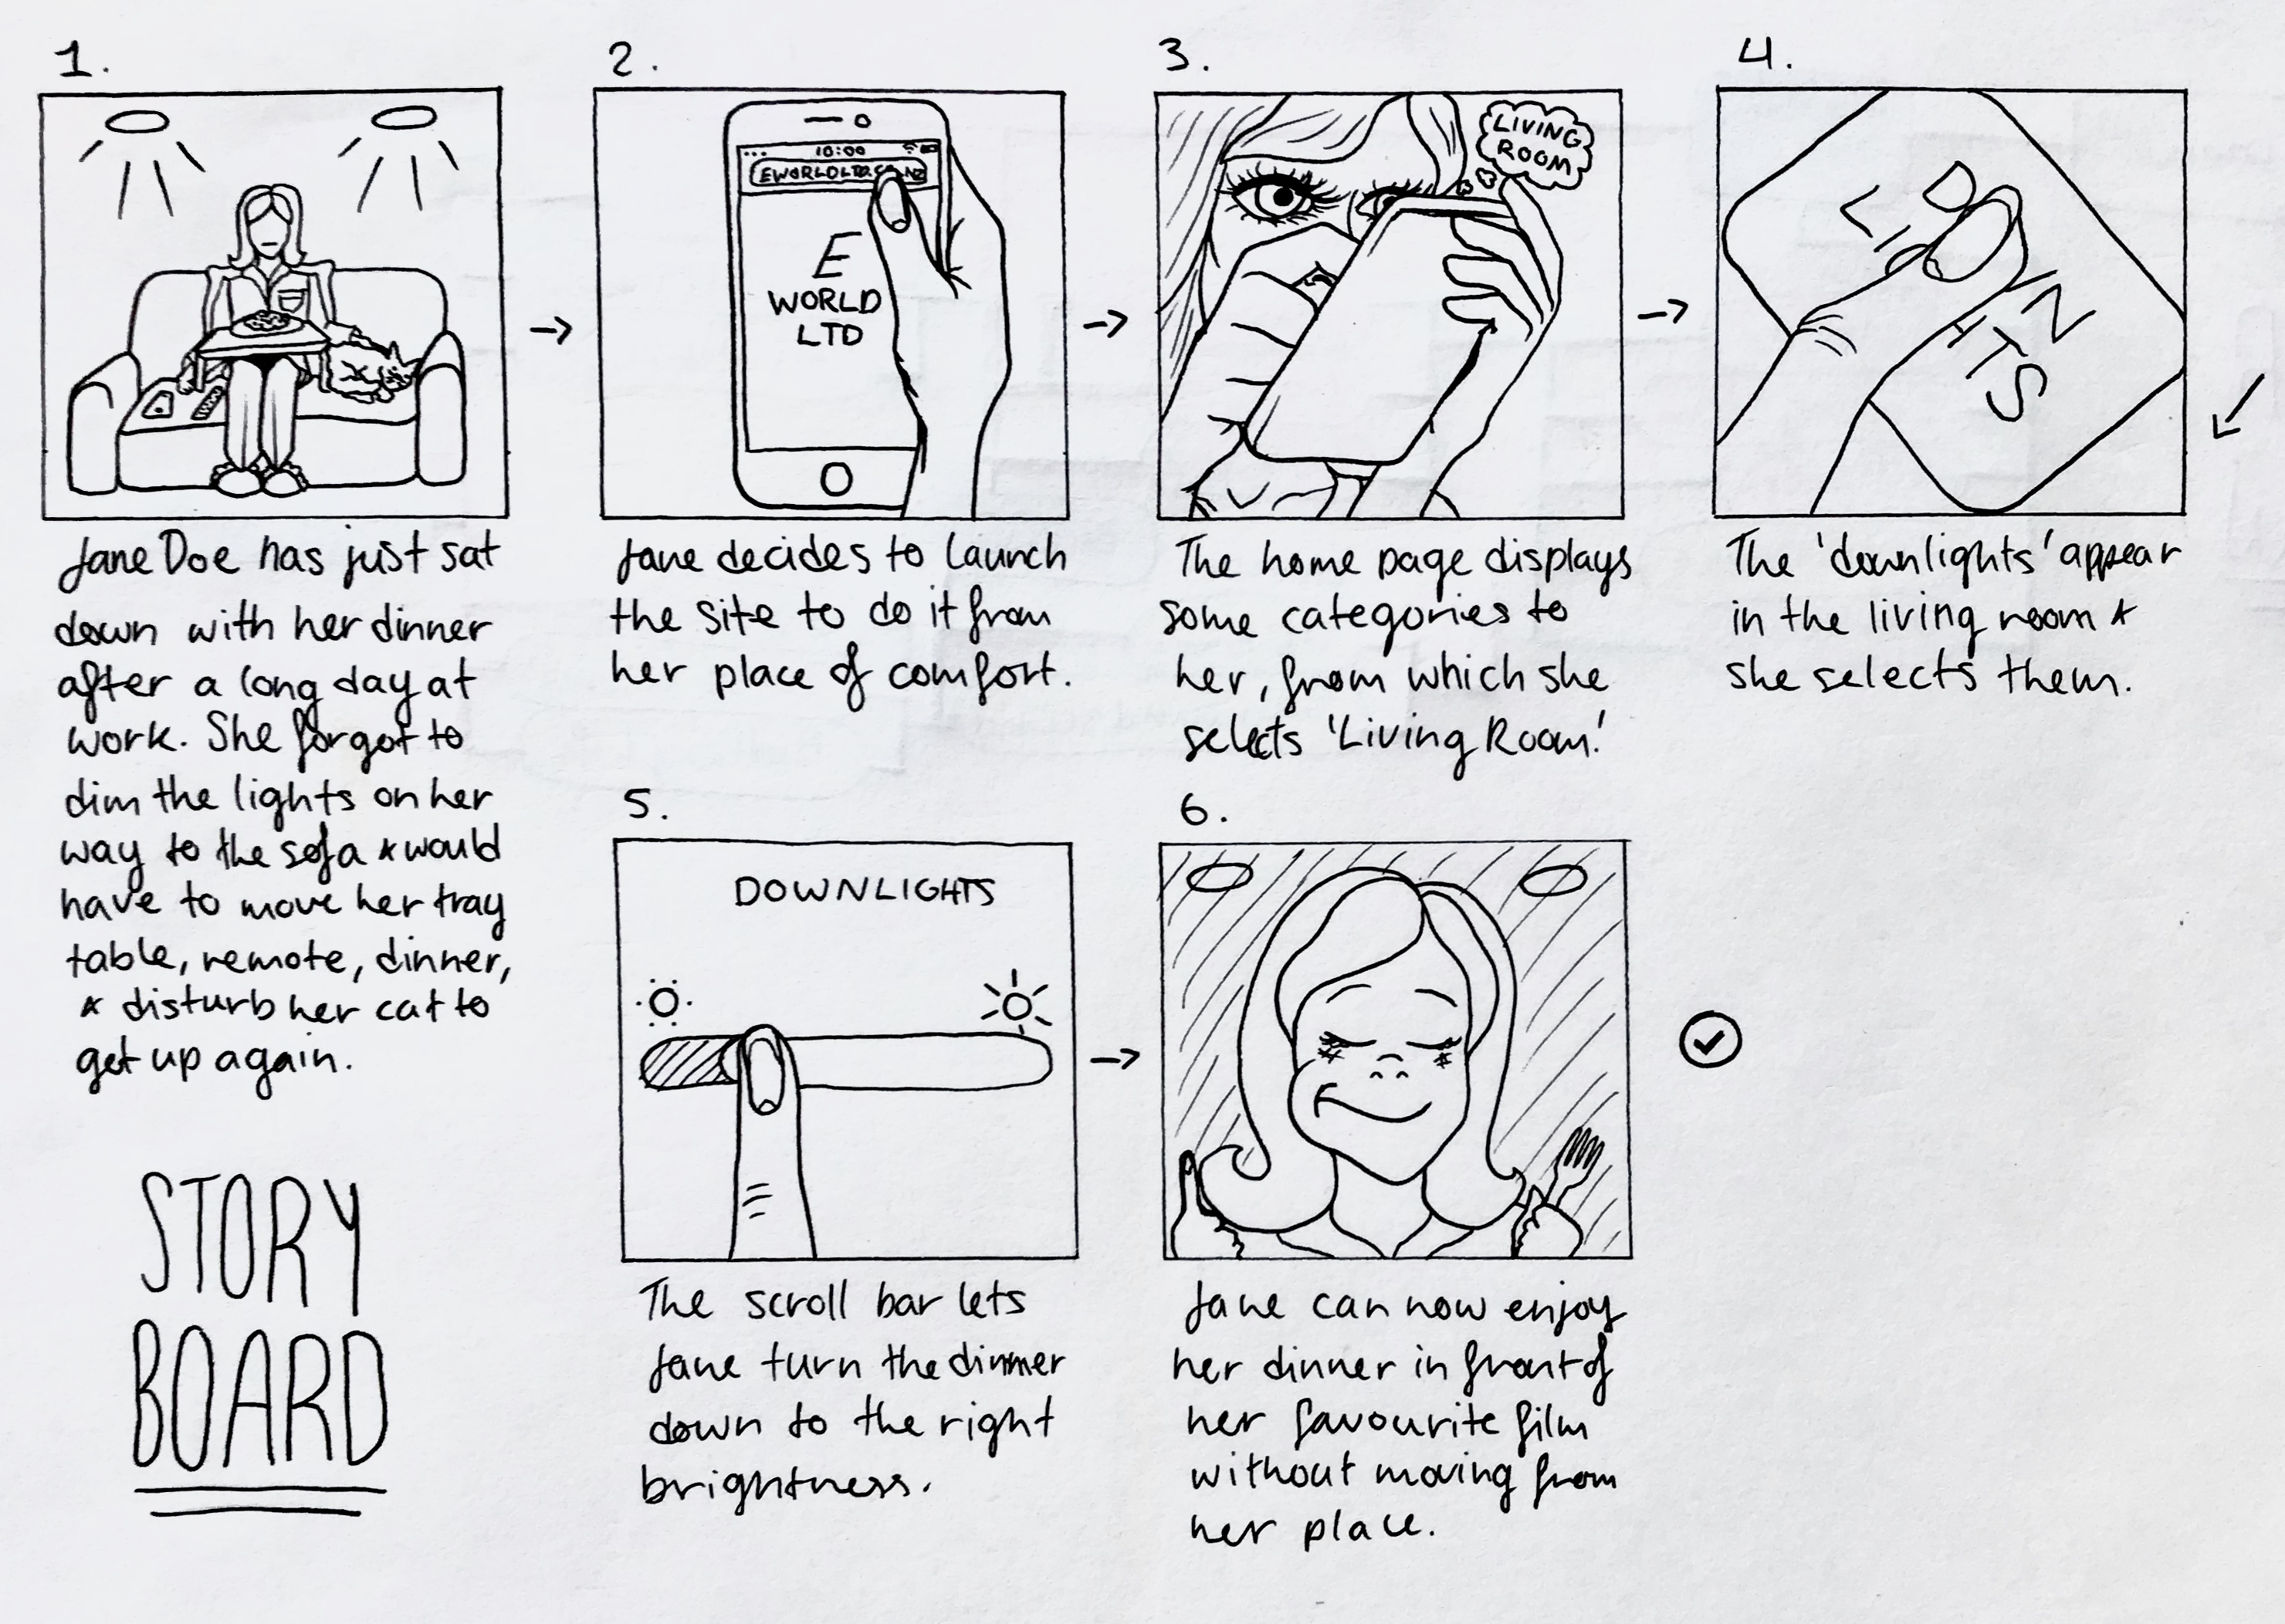 1.
Jane Doe has just sat
down with her dinner
after a long day at
work. She forgot to
dim the lights on her
way to the sofa & would
have to move her tray
table, remote, dinner,
& disturb her cat to
get up again.
2.
10:00
E
WORLD
LTD
Jane decides to launch
the site to do it from
her place of comfort.
3.
LIVING
ROOM
The home page displays
some categories to
her, from which she
selects 'Living Room.'
4.
The 'downlights' appear
in the living room &
she selects them.
5.
DOWNLIGHTS
The scroll bar lets
Jane turn the dimmer
down to the right
brightness.
6.
Jane can now enjoy
her dinner in front of
her favourite film
without moving from
her place.
STORY
BOARD